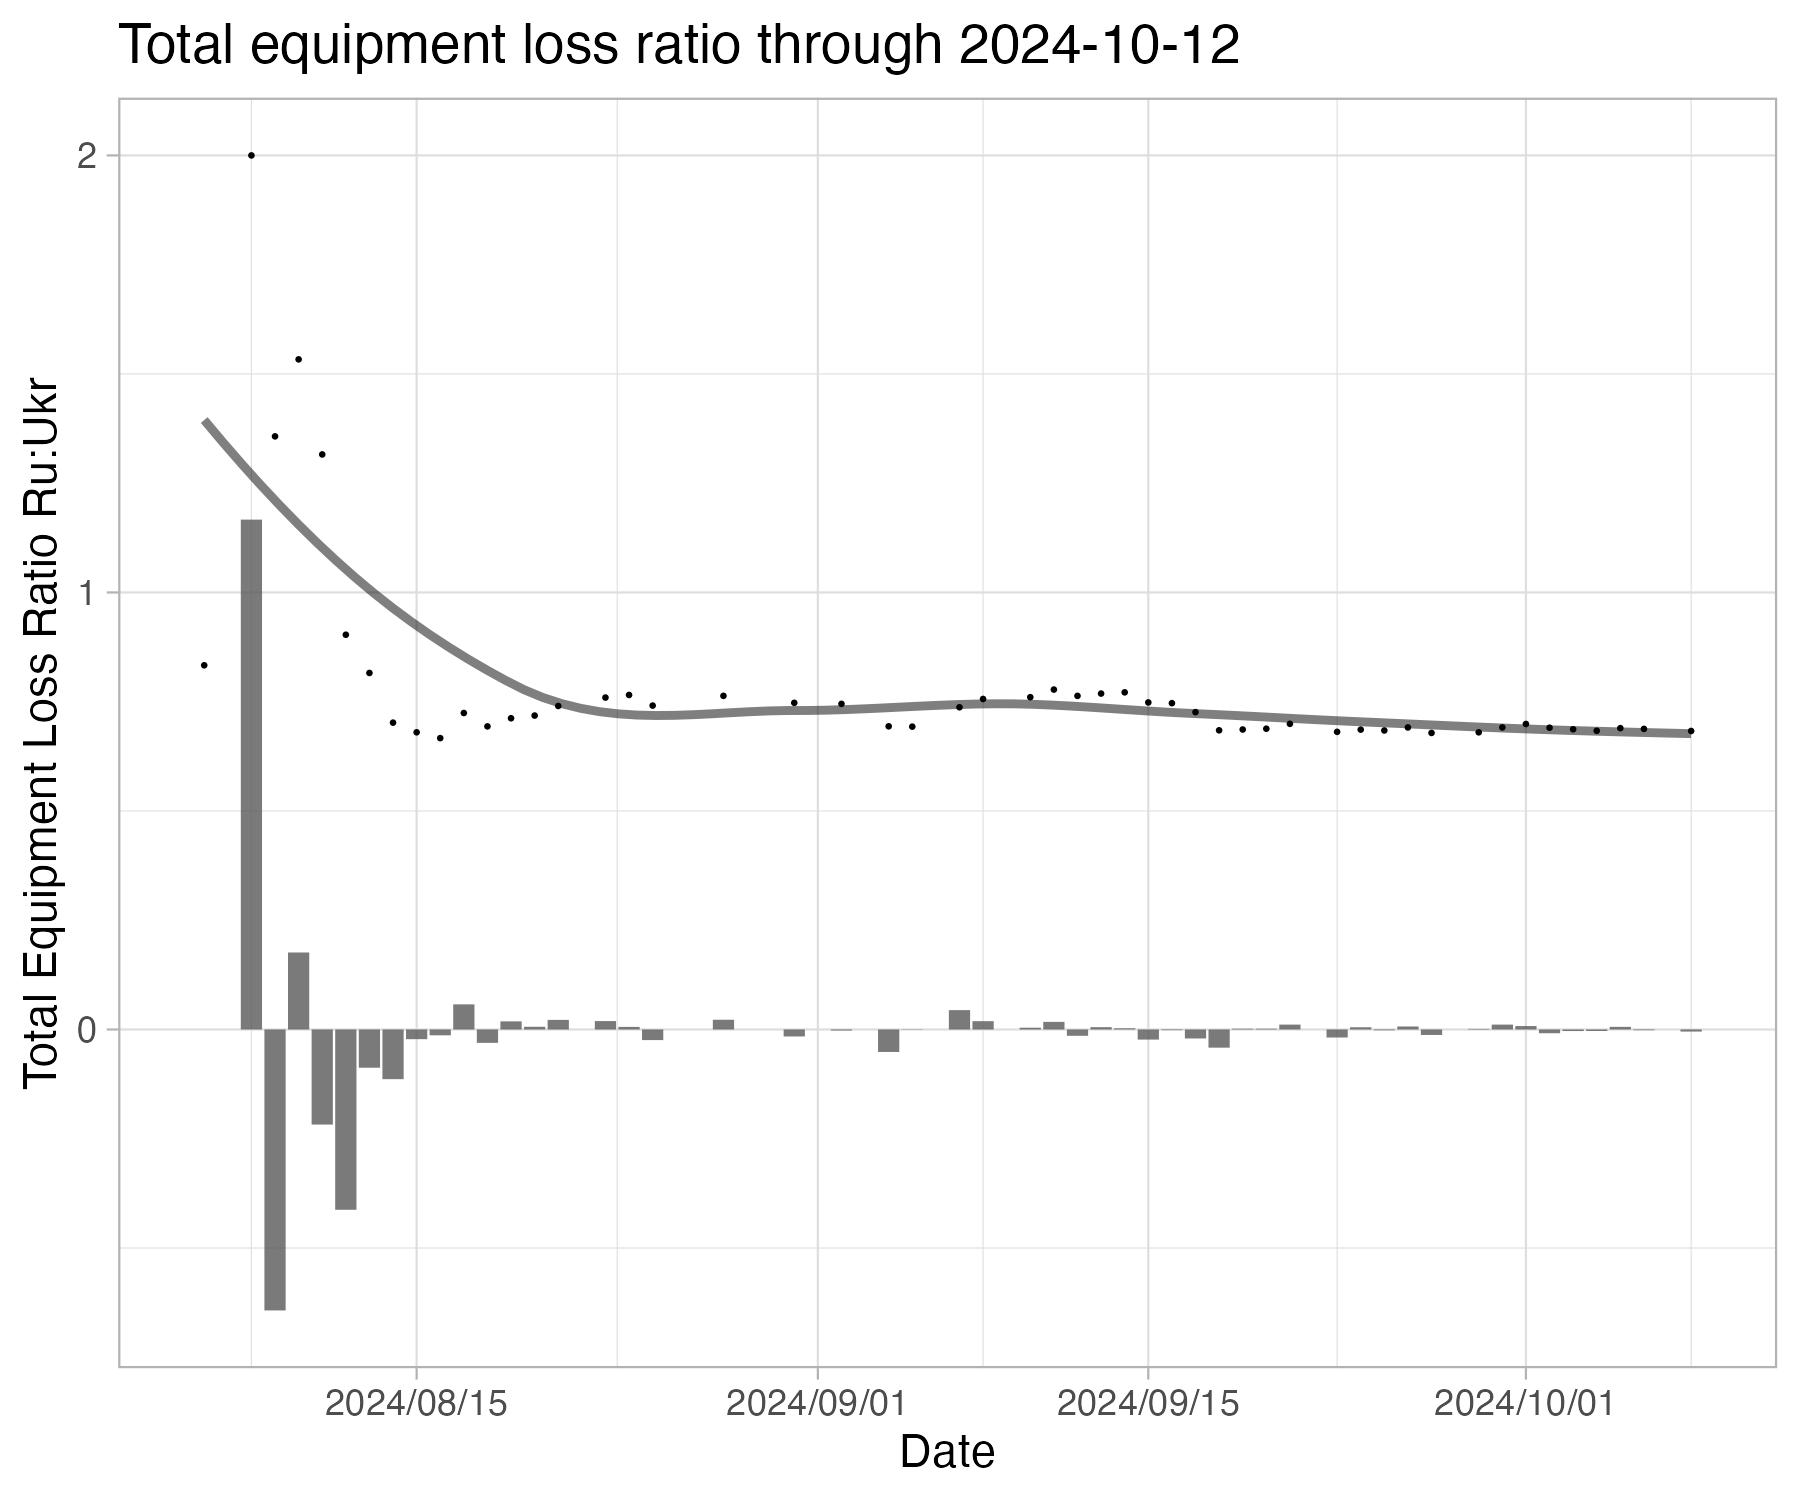 Total equipment loss ratio through 2024-10-12
Total Equipment Loss Ratio Ru:Ukr
2
1
0
2024/08/15
2024/09/01
2024/09/15
2024/10/01
Date